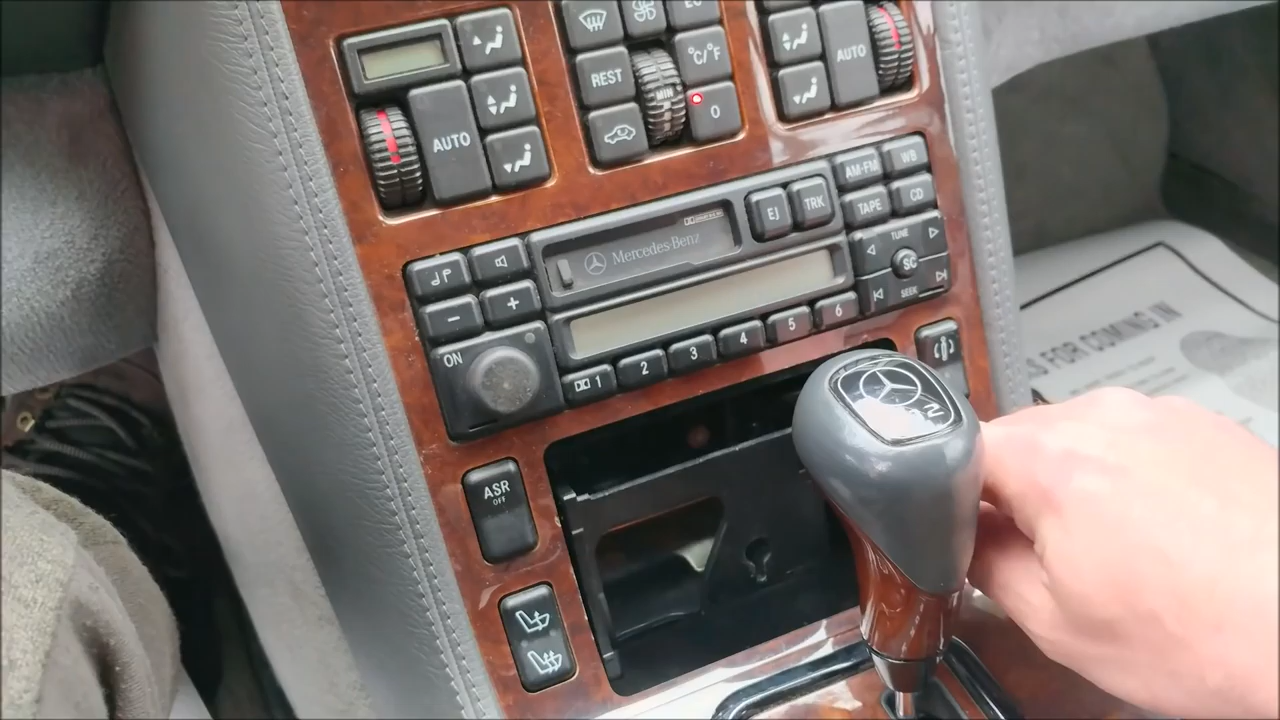 EC
REST
°C/°F
MIN
0
AUTO
AUTO
AM-FM
WB
EJ
TRK
TAPE
CD
Mercedes-Benz
TUNE
SC
SEEK
−
+
ON
1
2
3
4
5
6
ASR
OFF
S FOR COMING IN